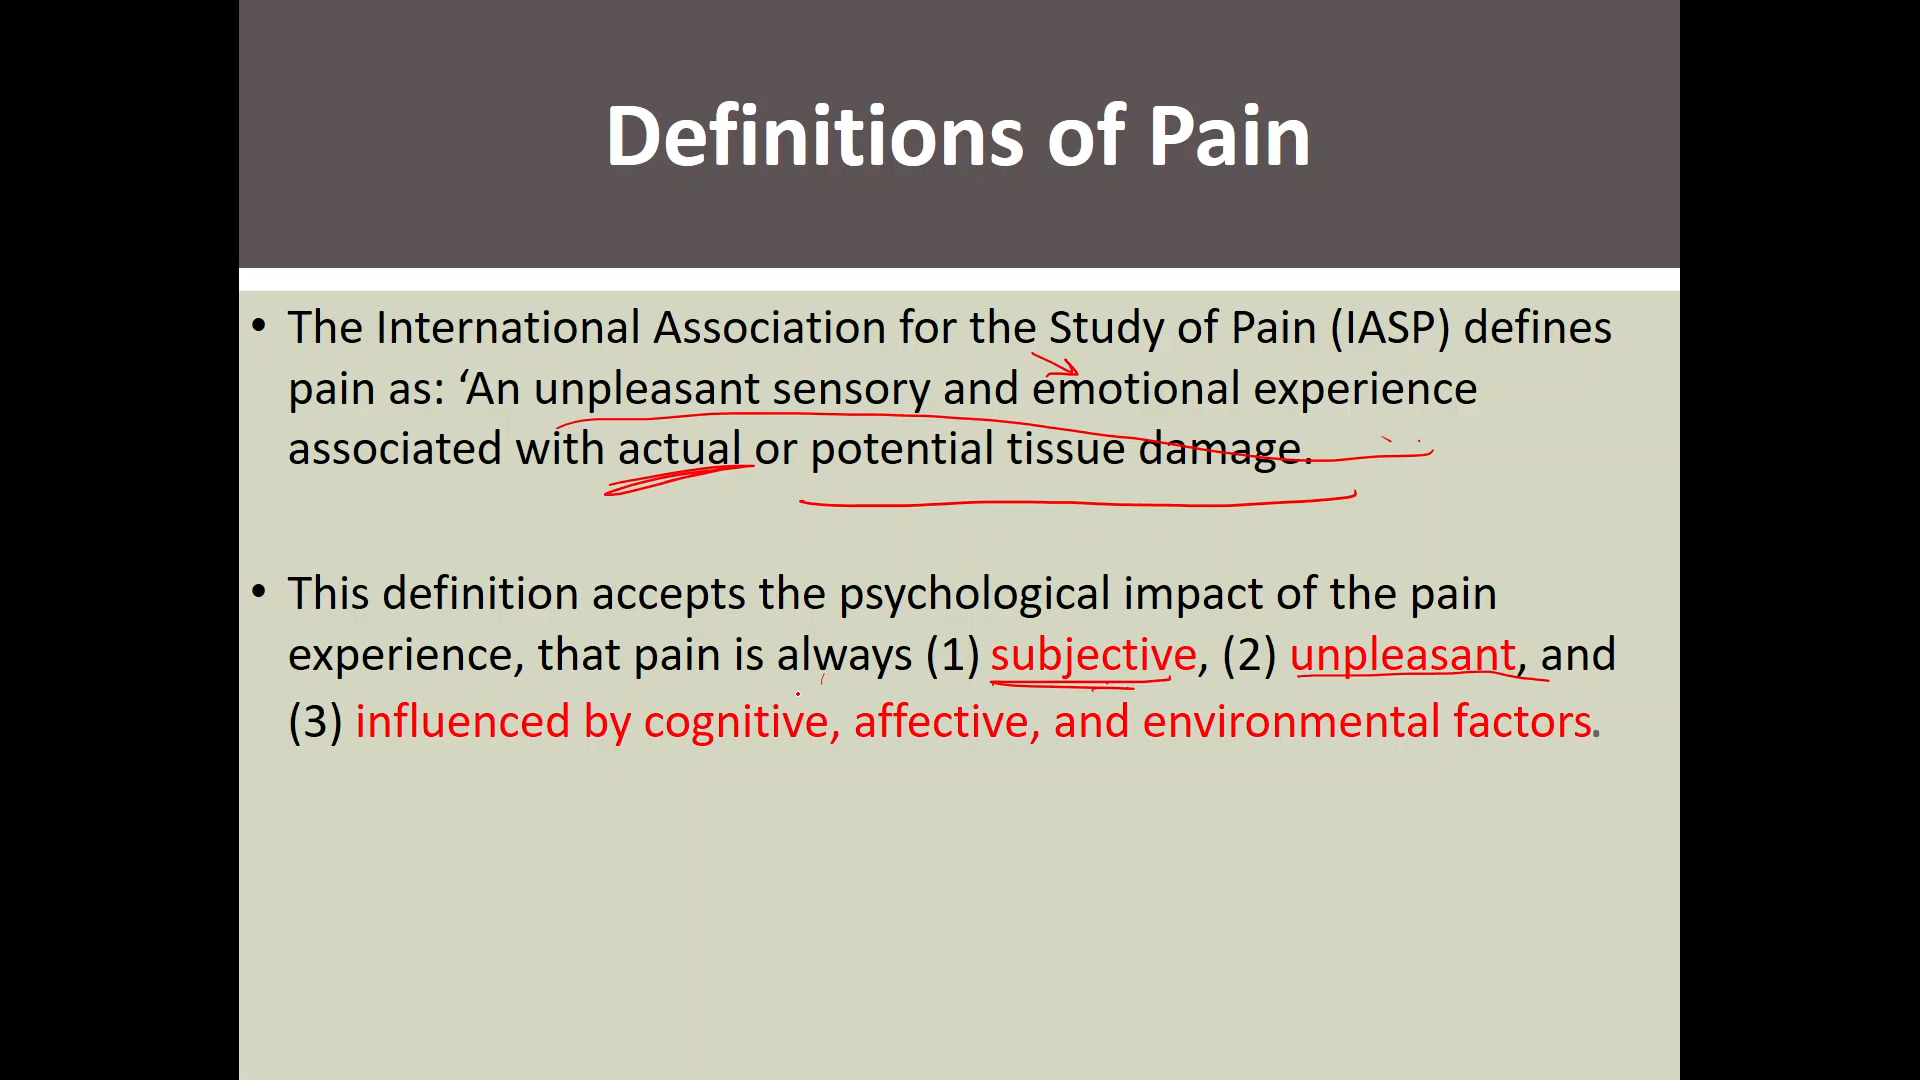 Definitions of Pain
• The International Association for the Study of Pain (IASP) defines
pain as: ‘An unpleasant sensory and emotional experience
associated with actual or potential tissue damage.
• This definition accepts the psychological impact of the pain
experience, that pain is always (1) subjective, (2) unpleasant, and
(3) influenced by cognitive, affective, and environmental factors.